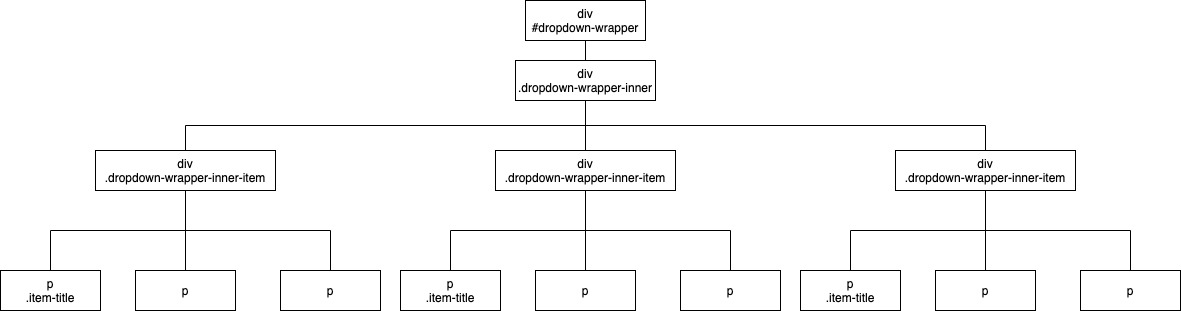 div
#dropdown-wrapper
div
.dropdown-wrapper-inner
div
.dropdown-wrapper-inner-item
div
.dropdown-wrapper-inner-item
div
.dropdown-wrapper-inner-item
p
.item-title
p
p
p
.item-title
p
p
p
.item-title
p
p